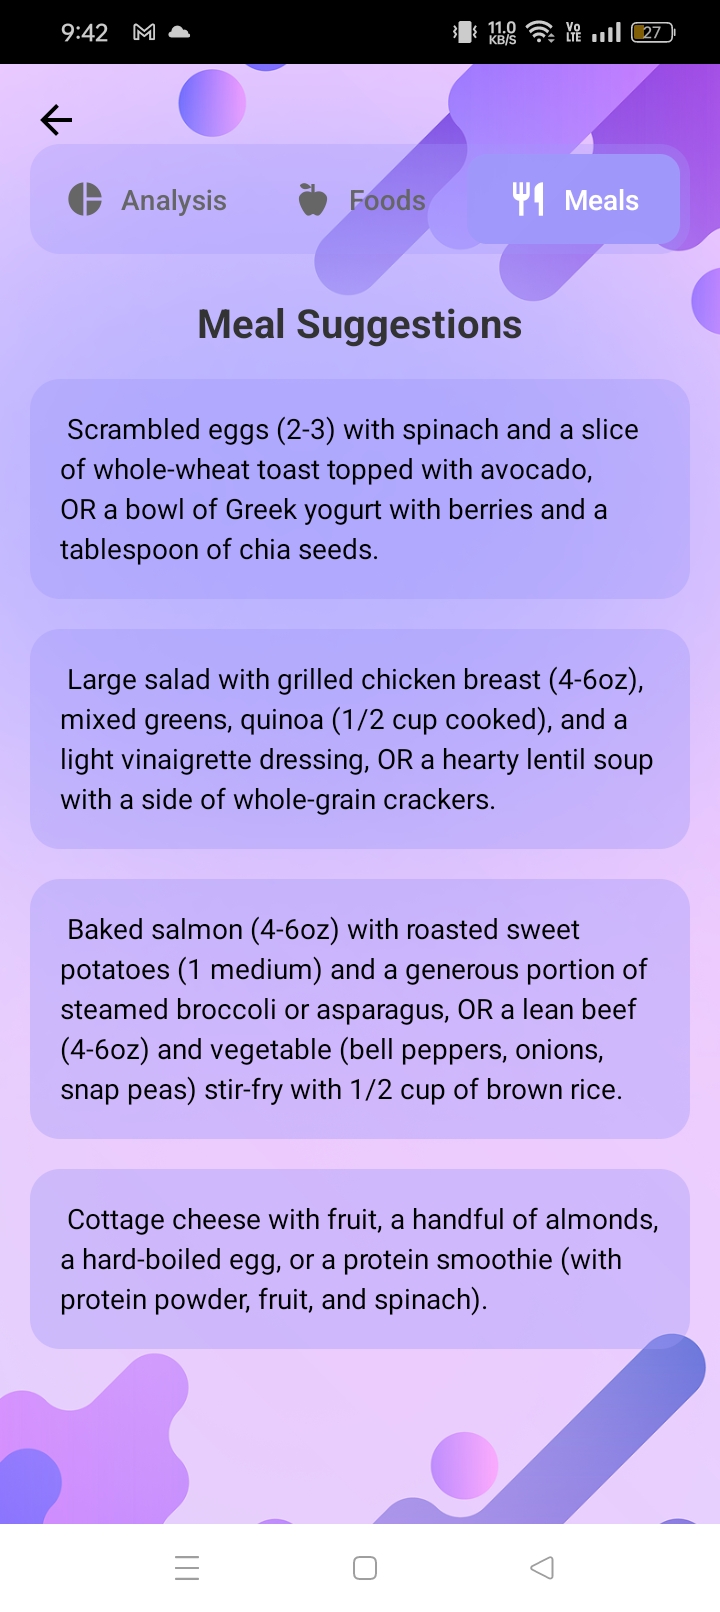 9:42 11.0 KB/S Vo LTE 27
Analysis Foods Meals
Meal Suggestions
Scrambled eggs (2-3) with spinach and a slice
of whole-wheat toast topped with avocado,
OR a bowl of Greek yogurt with berries and a
tablespoon of chia seeds.
Large salad with grilled chicken breast (4-6oz),
mixed greens, quinoa (1/2 cup cooked), and a
light vinaigrette dressing, OR a hearty lentil soup
with a side of whole-grain crackers.
Baked salmon (4-6oz) with roasted sweet
potatoes (1 medium) and a generous portion of
steamed broccoli or asparagus, OR a lean beef
(4-6oz) and vegetable (bell peppers, onions,
snap peas) stir-fry with 1/2 cup of brown rice.
Cottage cheese with fruit, a handful of almonds,
a hard-boiled egg, or a protein smoothie (with
protein powder, fruit, and spinach).